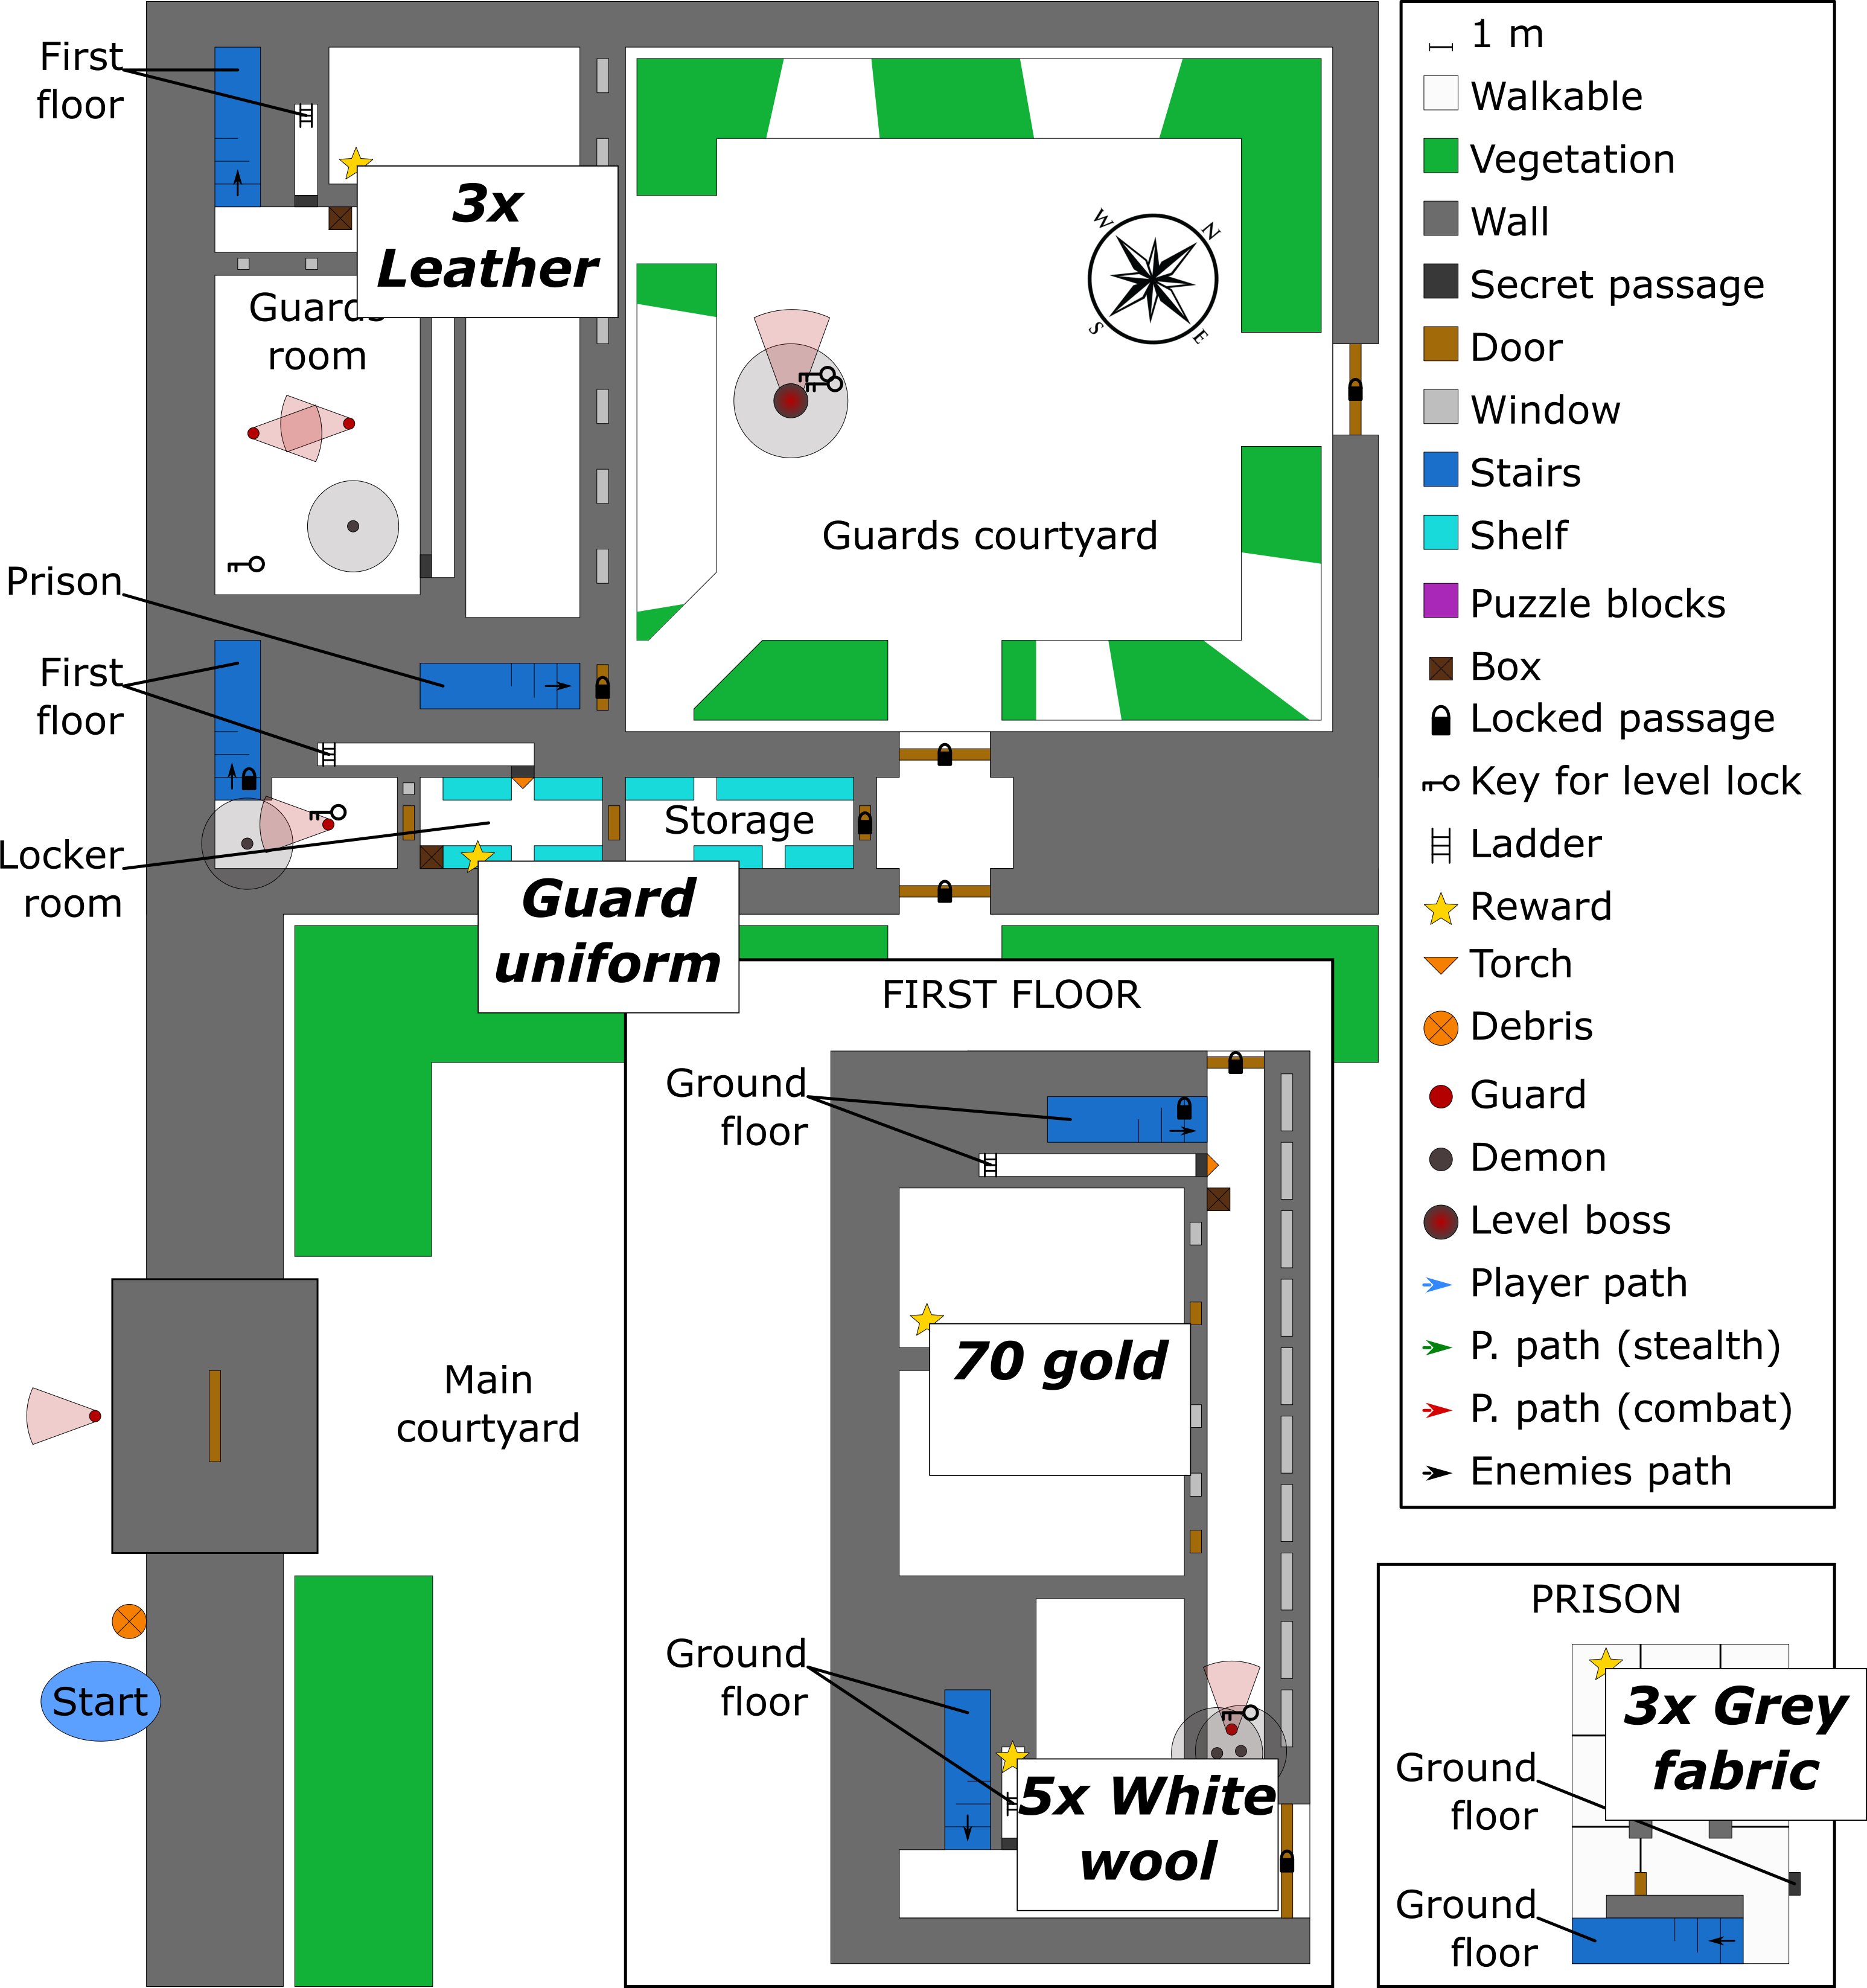 First
floor
3x
Leather
Guards
room
W
N
S
E
Guards courtyard
Prison
First
floor
Storage
Locker
room
Guard
uniform
FIRST FLOOR
Ground
floor
70 gold
Main
courtyard
Start
Ground
floor
5x White
wool
1 m
Walkable
Vegetation
Wall
Secret passage
Door
Window
Stairs
Shelf
Puzzle blocks
Box
Locked passage
Key for level lock
Ladder
Reward
Torch
Debris
Guard
Demon
Level boss
Player path
P. path (stealth)
P. path (combat)
Enemies path
PRISON
3x Grey
fabric
Ground
floor
Ground
floor